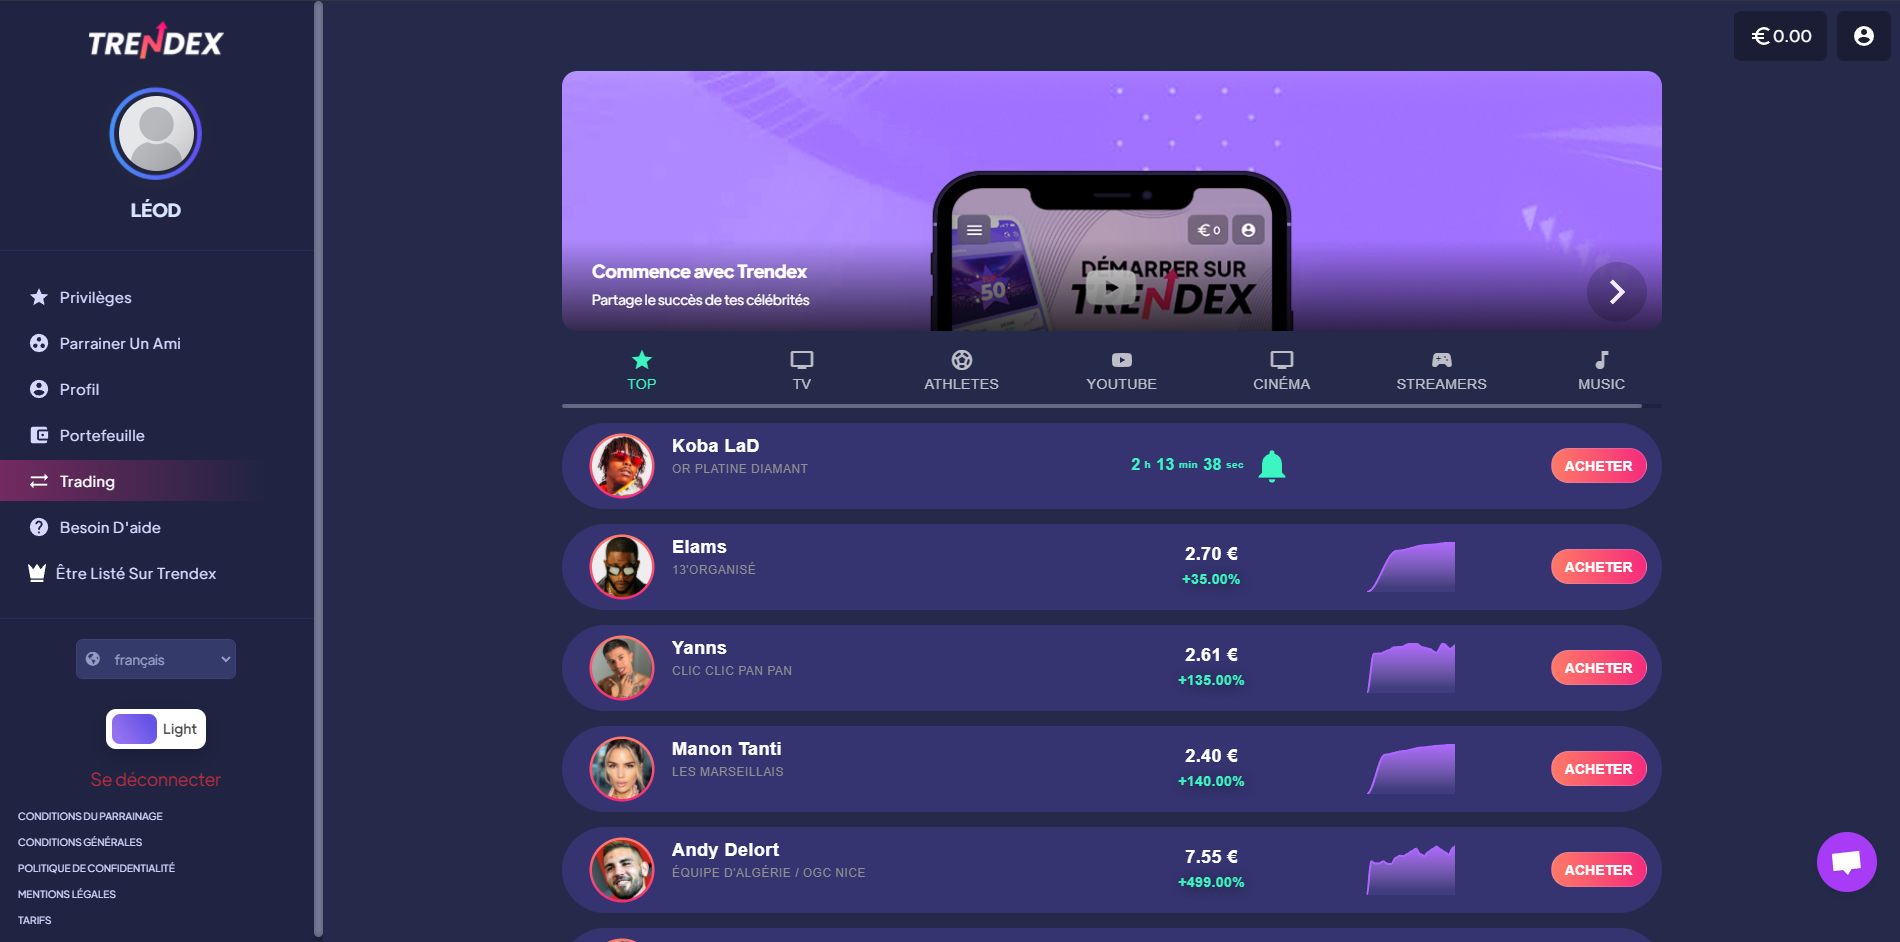 TRENDEX
LÉOD
Privilèges
Parrainer Un Ami
Profil
Portefeuille
Trading
Besoin D'aide
Être Listé Sur Trendex
français
Light
Se déconnecter
CONDITIONS DU PARRAINAGE
CONDITIONS GÉNÉRALES
POLITIQUE DE CONFIDENTIALITÉ
MENTIONS LÉGALES
TARIFS
€0.00
€ 0
50
DÉMARRER SUR
TRENDEX
Commence avec Trendex
Partage le succès de tes célébrités
TOP
TV
ATHLETES
YOUTUBE
CINÉMA
STREAMERS
MUSIC
Koba LaD
OR PLATINE DIAMANT
2 h 13 min 38 sec
ACHETER
Elams
13'ORGANISÉ
2.70 €
+35.00%
ACHETER
Yanns
CLIC CLIC PAN PAN
2.61 €
+135.00%
ACHETER
Manon Tanti
LES MARSEILLAIS
2.40 €
+140.00%
ACHETER
Andy Delort
ÉQUIPE D'ALGÉRIE / OGC NICE
7.55 €
+499.00%
ACHETER